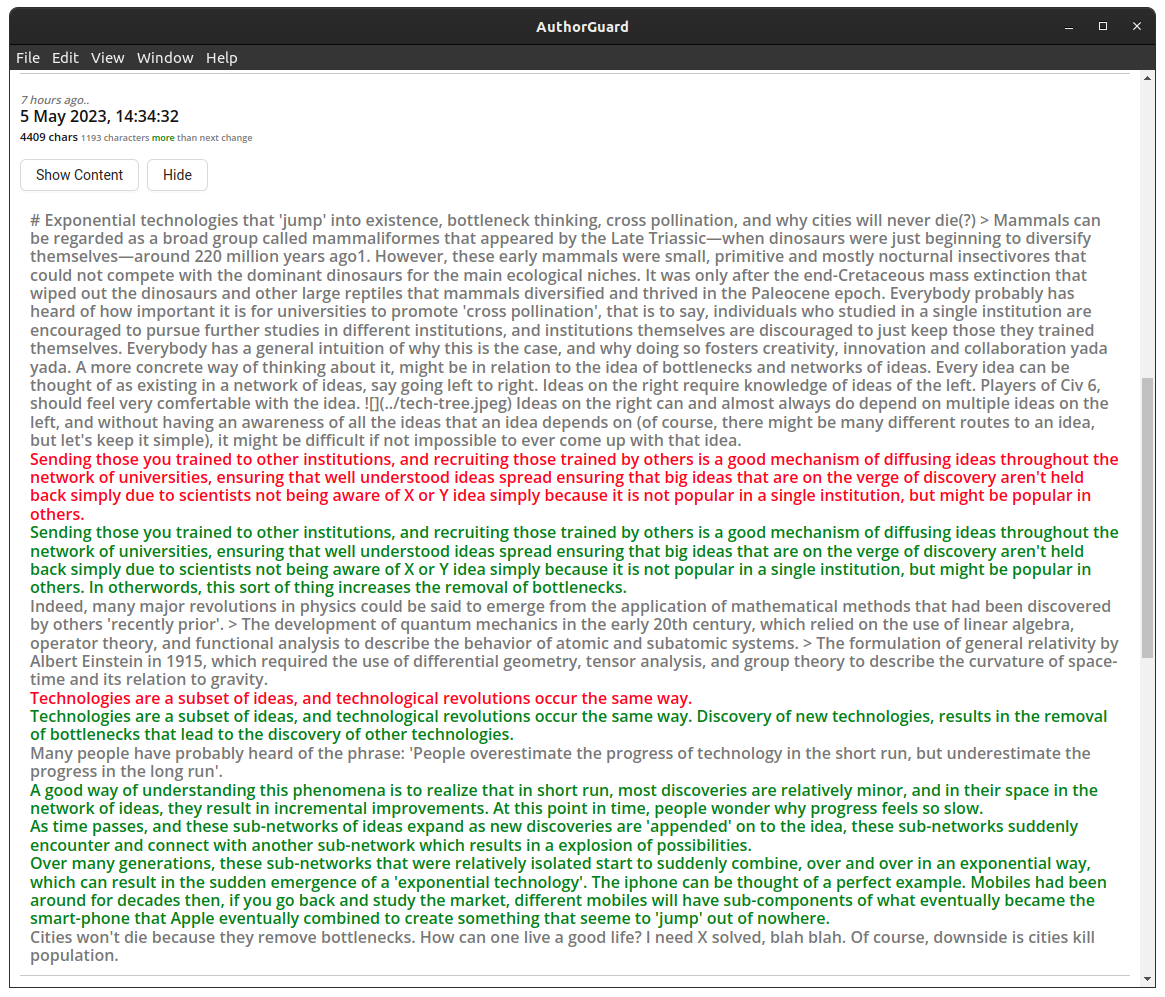 AuthorGuard
File Edit View Window Help
7 hours ago..
5 May 2023, 14:34:32
4409 chars 1193 characters more than next change
Show Content Hide
# Exponential technologies that 'jump' into existence, bottleneck thinking, cross pollination, and why cities will never die(?) > Mammals can
be regarded as a broad group called mammaliformes that appeared by the Late Triassic—when dinosaurs were just beginning to diversify
themselves—around 220 million years ago1. However, these early mammals were small, primitive and mostly nocturnal insectivores that
could not compete with the dominant dinosaurs for the main ecological niches. It was only after the end-Cretaceous mass extinction that
wiped out the dinosaurs and other large reptiles that mammals diversified and thrived in the Paleocene epoch. Everybody probably has
heard of how important it is for universities to promote 'cross pollination', that is to say, individuals who studied in a single institution are
encouraged to pursue further studies in different institutions, and institutions themselves are discouraged to just keep those they trained
themselves. Everybody has a general intuition of why this is the case, and why doing so fosters creativity, innovation and collaboration yada
yada. A more concrete way of thinking about it, might be in relation to the idea of bottlenecks and networks of ideas. Every idea can be
thought of as existing in a network of ideas, say going left to right. Ideas on the right require knowledge of ideas of the left. Players of Civ 6,
should feel very comfertable with the idea. ![](../tech-tree.jpeg) Ideas on the right can and almost always do depend on multiple ideas on the
left, and without having an awareness of all the ideas that an idea depends on (of course, there might be many different routes to an idea,
but let's keep it simple), it might be difficult if not impossible to ever come up with that idea.
Sending those you trained to other institutions, and recruiting those trained by others is a good mechanism of diffusing ideas throughout the
network of universities, ensuring that well understood ideas spread ensuring that big ideas that are on the verge of discovery aren't held
back simply due to scientists not being aware of X or Y idea simply because it is not popular in a single institution, but might be popular in
others.
Sending those you trained to other institutions, and recruiting those trained by others is a good mechanism of diffusing ideas throughout the
network of universities, ensuring that well understood ideas spread ensuring that big ideas that are on the verge of discovery aren't held
back simply due to scientists not being aware of X or Y idea simply because it is not popular in a single institution, but might be popular in
others. In otherwords, this sort of thing increases the removal of bottlenecks.
Indeed, many major revolutions in physics could be said to emerge from the application of mathematical methods that had been discovered
by others 'recently prior'. > The development of quantum mechanics in the early 20th century, which relied on the use of linear algebra,
operator theory, and functional analysis to describe the behavior of atomic and subatomic systems. > The formulation of general relativity by
Albert Einstein in 1915, which required the use of differential geometry, tensor analysis, and group theory to describe the curvature of space-
time and its relation to gravity.
Technologies are a subset of ideas, and technological revolutions occur the same way.
Technologies are a subset of ideas, and technological revolutions occur the same way. Discovery of new technologies, results in the removal
of bottlenecks that lead to the discovery of other technologies.
Many people have probably heard of the phrase: 'People overestimate the progress of technology in the short run, but underestimate the
progress in the long run'.
A good way of understanding this phenomena is to realize that in short run, most discoveries are relatively minor, and in their space in the
network of ideas, they result in incremental improvements. At this point in time, people wonder why progress feels so slow.
As time passes, and these sub-networks of ideas expand as new discoveries are 'appended' on to the idea, these sub-networks suddenly
encounter and connect with another sub-network which results in a explosion of possibilities.
Over many generations, these sub-networks that were relatively isolated start to suddenly combine, over and over in an exponential way,
which can result in the sudden emergence of a 'exponential technology'. The iphone can be thought of a perfect example. Mobiles had been
around for decades then, if you go back and study the market, different mobiles will have sub-components of what eventually became the
smart-phone that Apple eventually combined to create something that seeme to 'jump' out of nowhere.
Cities won't die because they remove bottlenecks. How can one live a good life? I need X solved, blah blah. Of course, downside is cities kill
population.